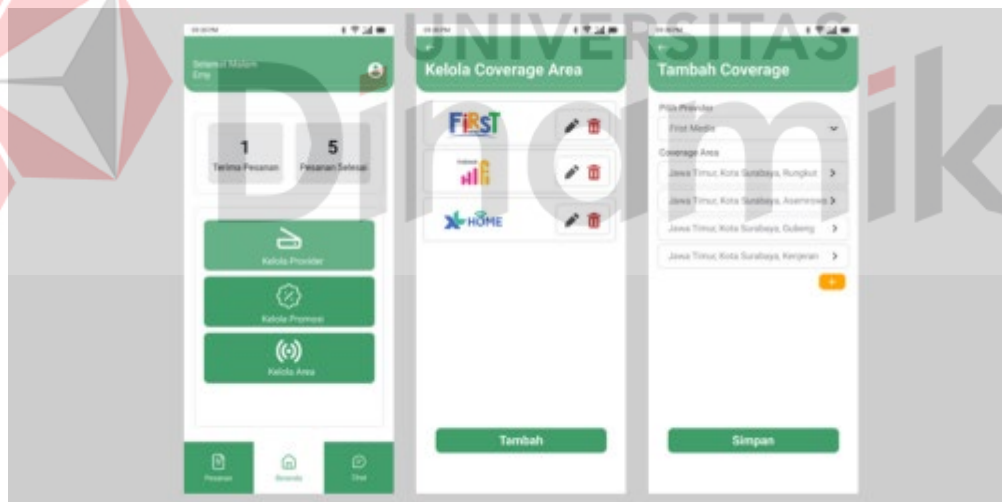 UNIVERSITAS
Dinamika
Selamat Malam
Erny
1
Terima Pesanan
5
Pesanan Selesai
Kelola Provider
Kelola Promosi
Kelola Area
Pesanan
Beranda
Chat
Kelola Coverage Area
FIRST
XL HOME
Tambah
Tambah Coverage
Pilih Provider
First Media
Coverage Area
Jawa Timur, Kota Surabaya, Rungkut
Jawa Timur, Kota Surabaya, Asemrowo
Jawa Timur, Kota Surabaya, Gubeng
Jawa Timur, Kota Surabaya, Kenjeran
+
Simpan